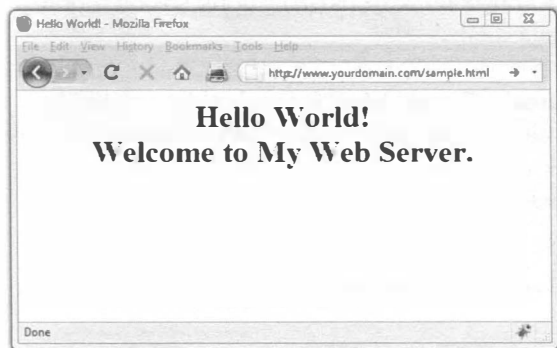 Hello World! - Mozilla Firefox
File Edit View History Bookmarks Tools Help
http://www.yourdomain.com/sample.html
Hello World!
Welcome to My Web Server.
Done